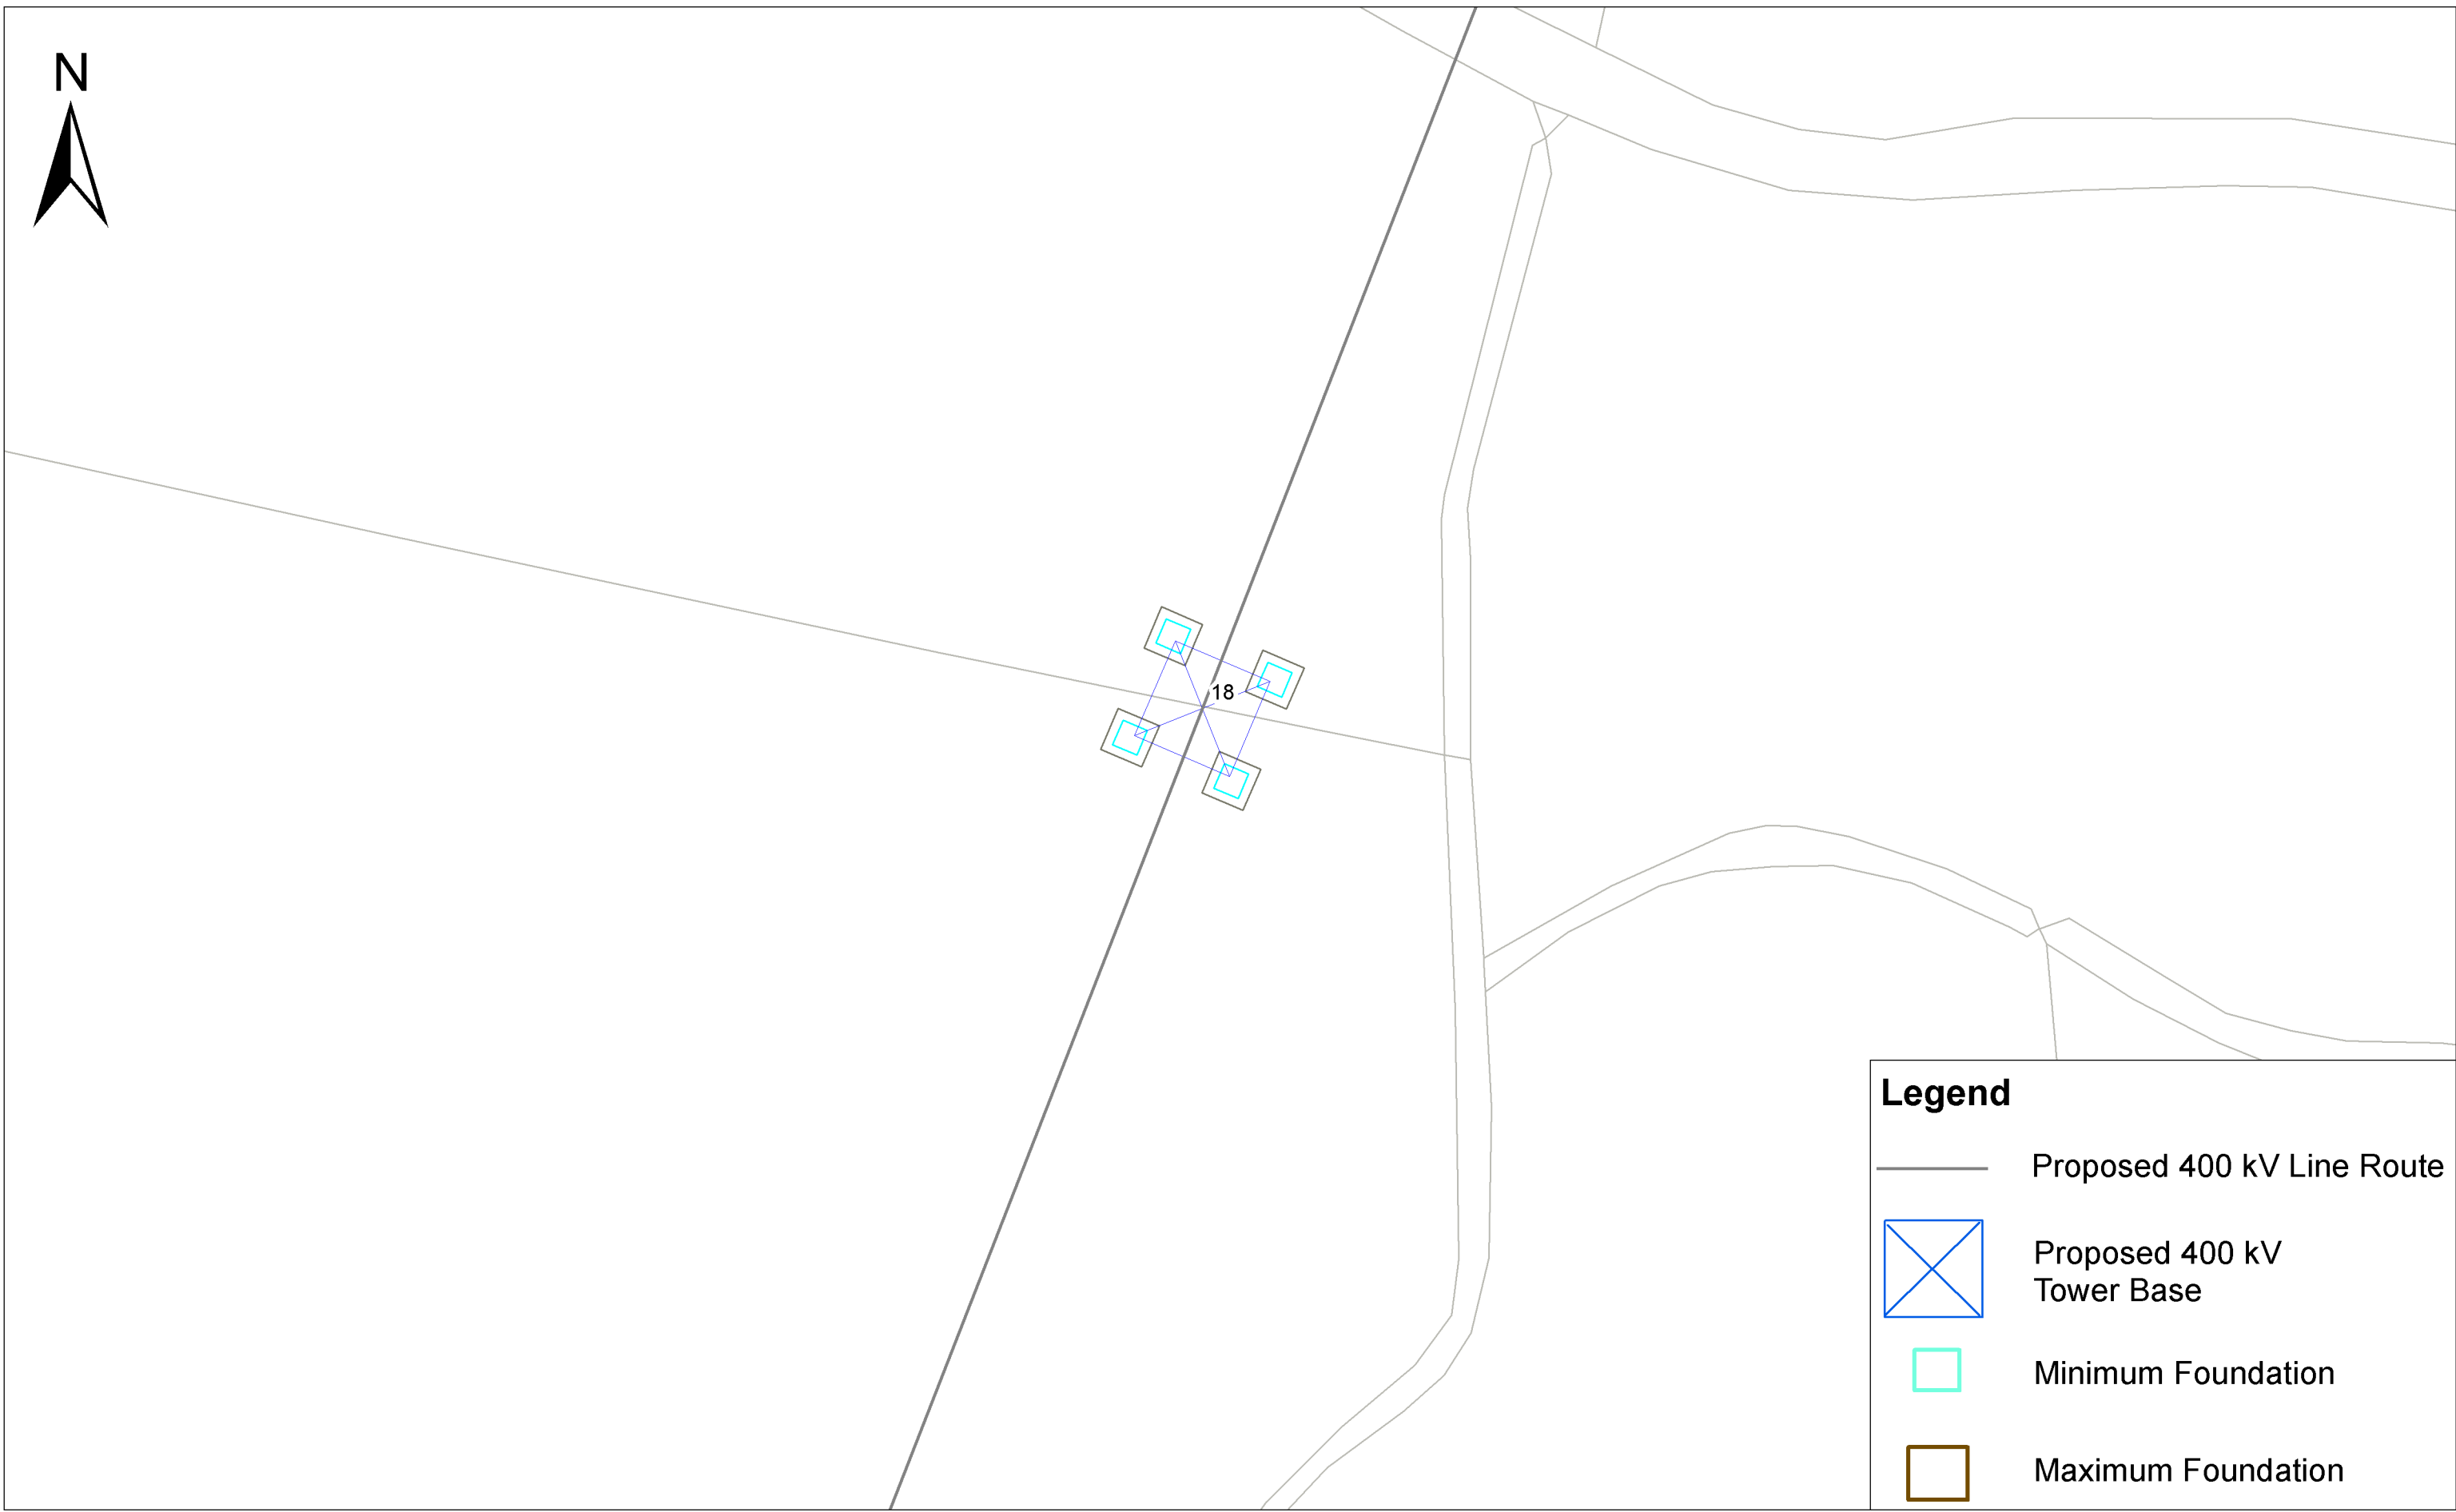 N
18
Legend
Proposed 400 kV Line Route
Proposed 400 kV
Tower Base
Minimum Foundation
Maximum Foundation